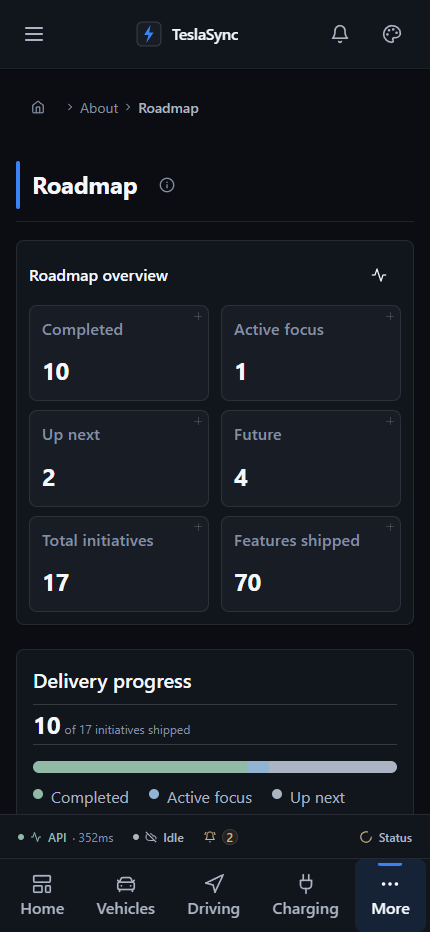 TeslaSync
About
Roadmap
Roadmap
Roadmap overview
Completed
Active focus
10
1
Up next
Future
2
4
Total initiatives
Features shipped
17
70
Delivery progress
10 of 17 initiatives shipped
Completed Active focus Up next
API · 352ms Idle 2 Status
Home Vehicles Driving Charging More